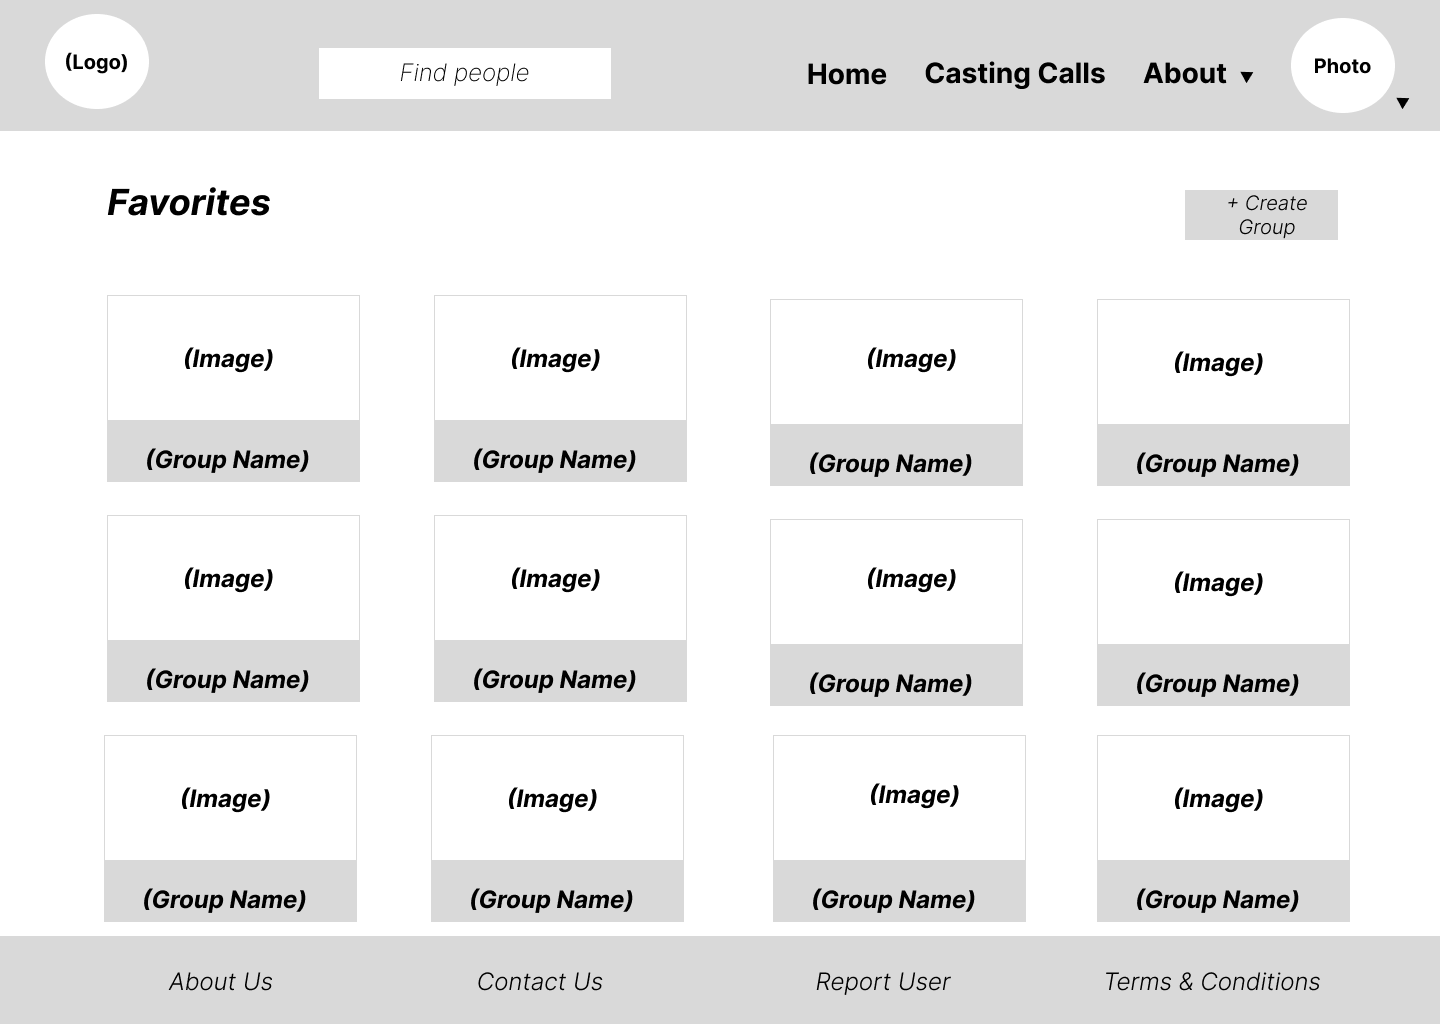 (Logo)
Find people
Home
Casting Calls
About
Photo
Favorites
+ Create
Group
(Image)
(Image)
(Image)
(Image)
(Group Name)
(Group Name)
(Group Name)
(Group Name)
(Image)
(Image)
(Image)
(Image)
(Group Name)
(Group Name)
(Group Name)
(Group Name)
(Image)
(Image)
(Image)
(Image)
(Group Name)
(Group Name)
(Group Name)
(Group Name)
About Us
Contact Us
Report User
Terms & Conditions